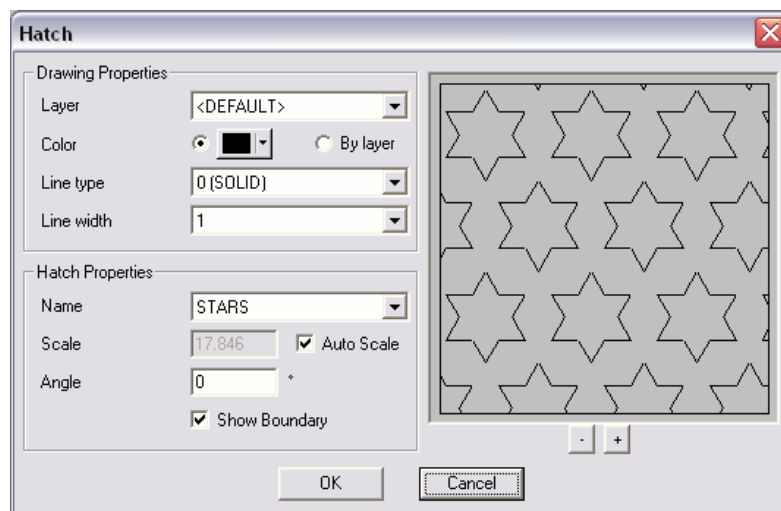 Hatch
Drawing Properties
Layer <DEFAULT>
Color By layer
Line type 0 (SOLID)
Line width 1
Hatch Properties
Name STARS
Scale 17.846 Auto Scale
Angle 0 °
Show Boundary
- +
OK Cancel